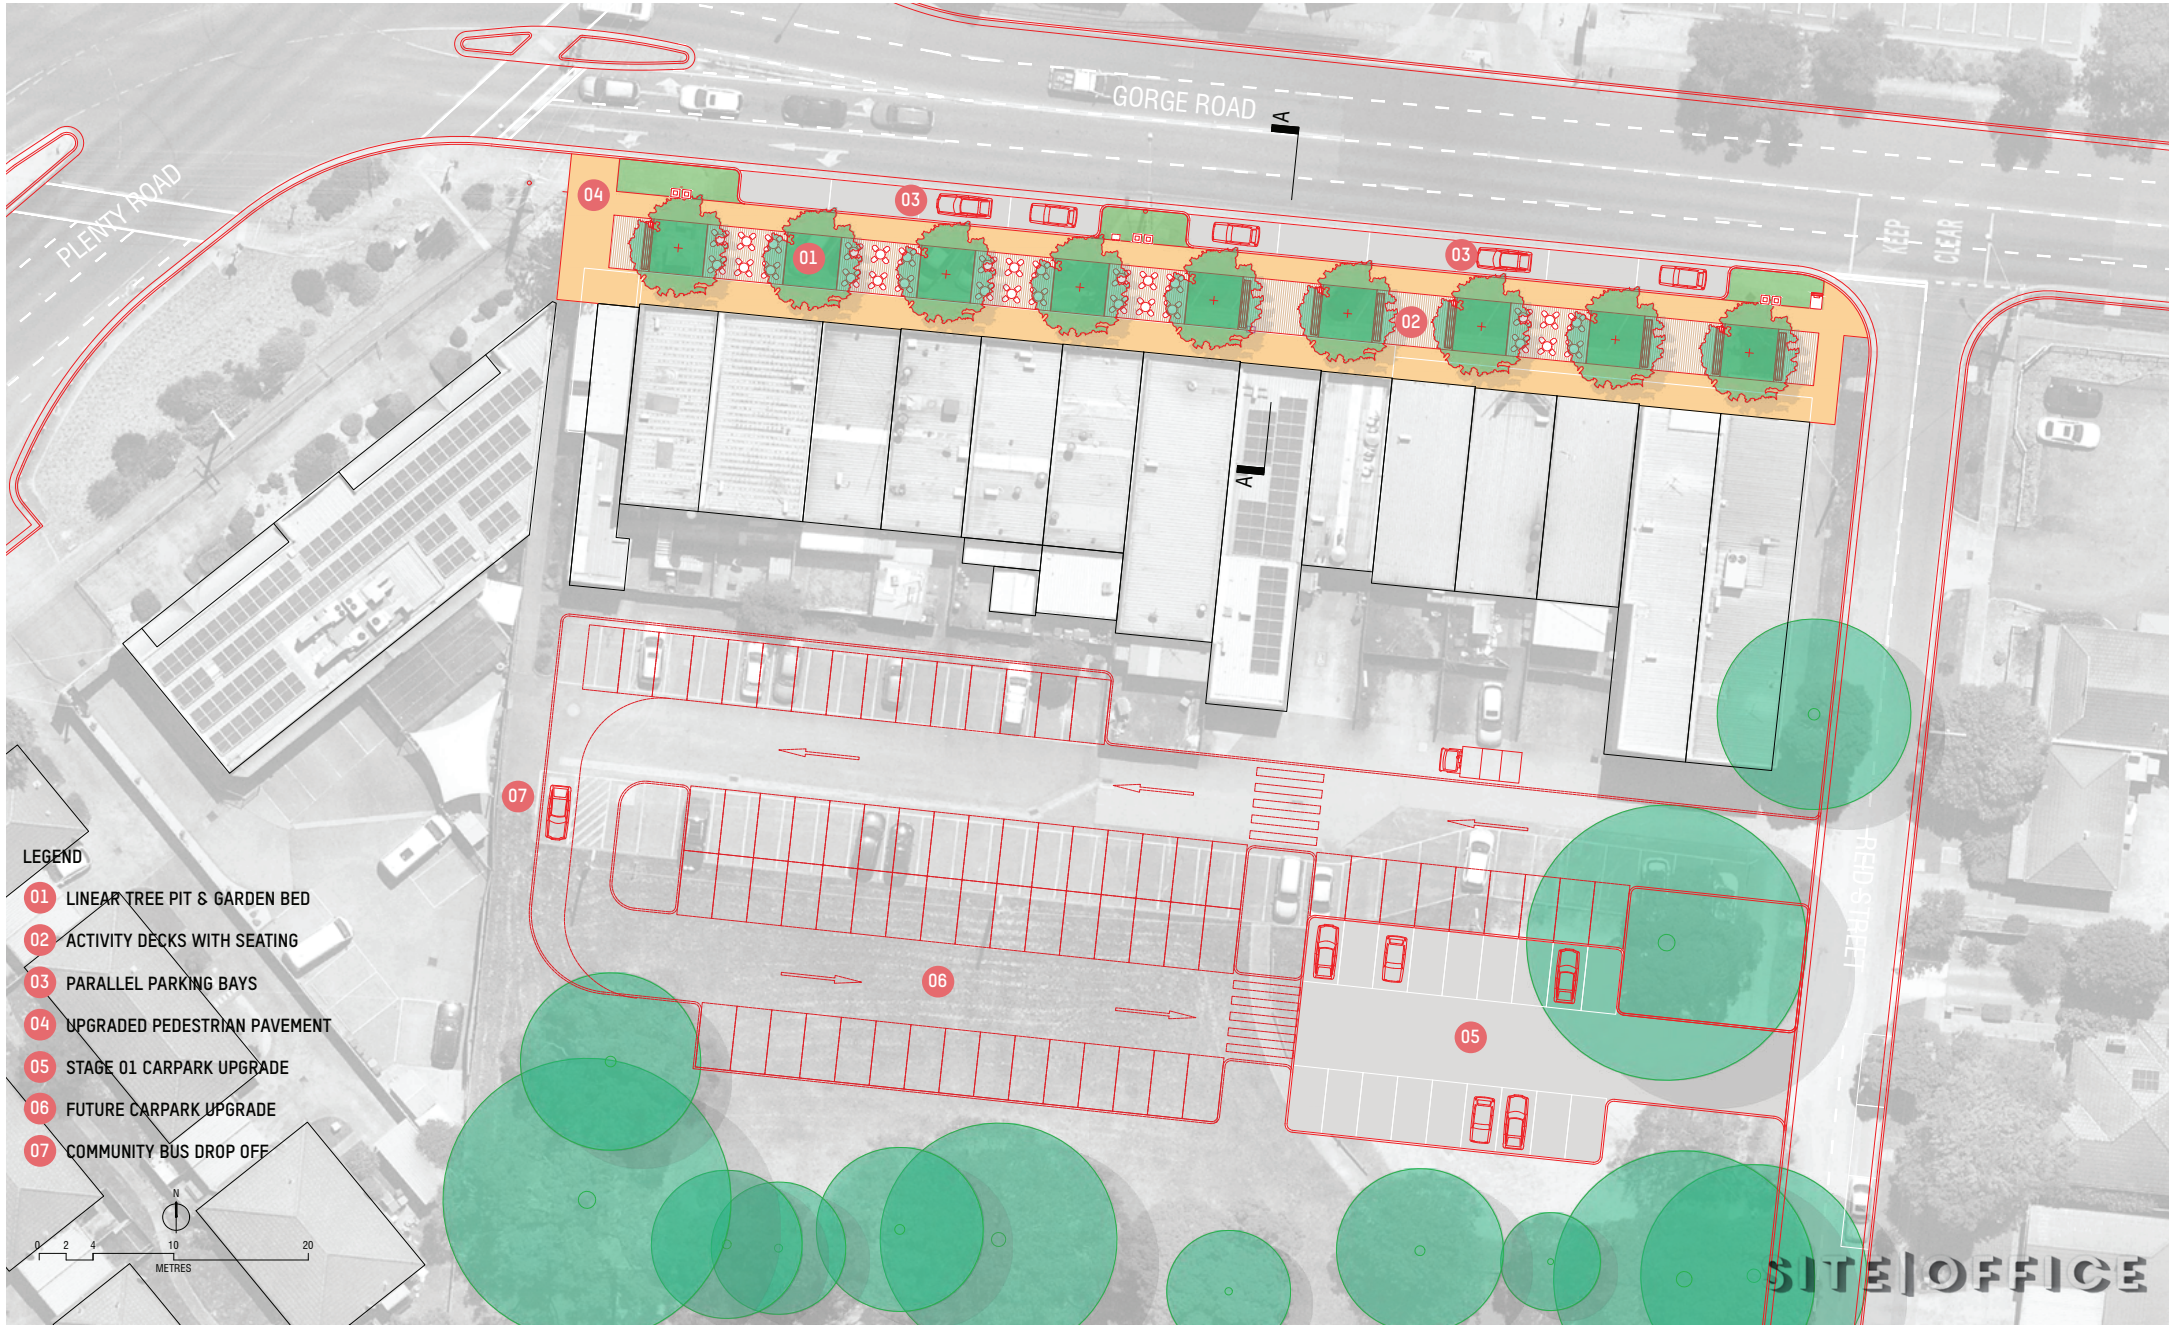 GORGE ROAD
A
PLENTY ROAD
04
03
KEEP
CLEAR
01
03
02
A
07
REID STREET
06
05
LEGEND
01 LINEAR TREE PIT & GARDEN BED
02 ACTIVITY DECKS WITH SEATING
03 PARALLEL PARKING BAYS
04 UPGRADED PEDESTRIAN PAVEMENT
05 STAGE 01 CARPARK UPGRADE
06 FUTURE CARPARK UPGRADE
07 COMMUNITY BUS DROP OFF
N
0 2 4 10 20
METRES
SITE|OFFICE